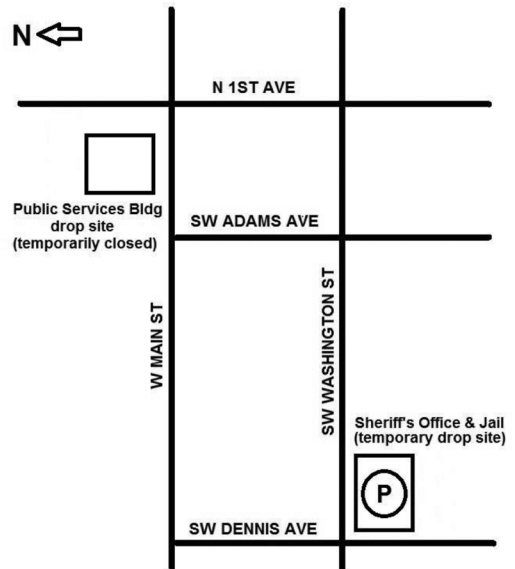 N
N 1ST AVE
Public Services Bldg
drop site
(temporarily closed)
SW ADAMS AVE
W MAIN ST
SW WASHINGTON ST
Sheriff's Office & Jail
(temporary drop site)
P
SW DENNIS AVE